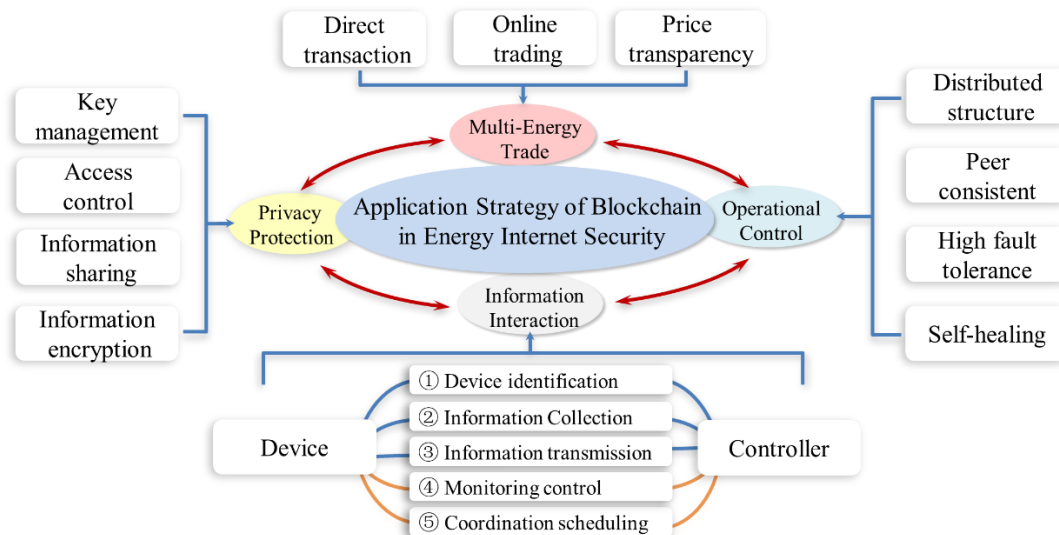 Direct
transaction
Online
trading
Price
transparency
Key
management
Access
control
Information
sharing
Information
encryption
Multi-Energy
Trade
Privacy
Protection
Application Strategy of Blockchain
in Energy Internet Security
Operational
Control
Information
Interaction
Distributed
structure
Peer
consistent
High fault
tolerance
Self-healing
Device
① Device identification
② Information Collection
③ Information transmission
④ Monitoring control
⑤ Coordination scheduling
Controller